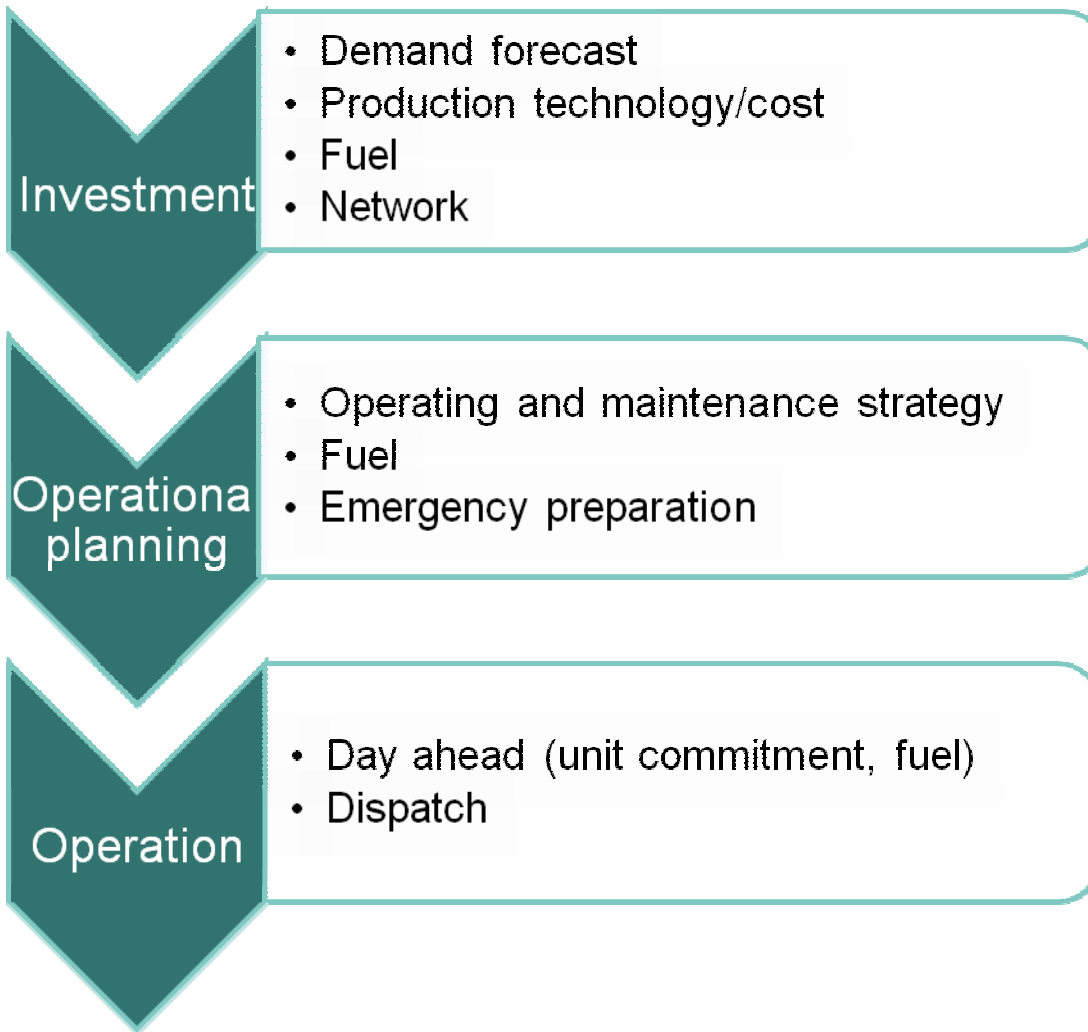 Investment
• Demand forecast
• Production technology/cost
• Fuel
• Network
Operationa
planning
• Operating and maintenance strategy
• Fuel
• Emergency preparation
Operation
• Day ahead (unit commitment, fuel)
• Dispatch